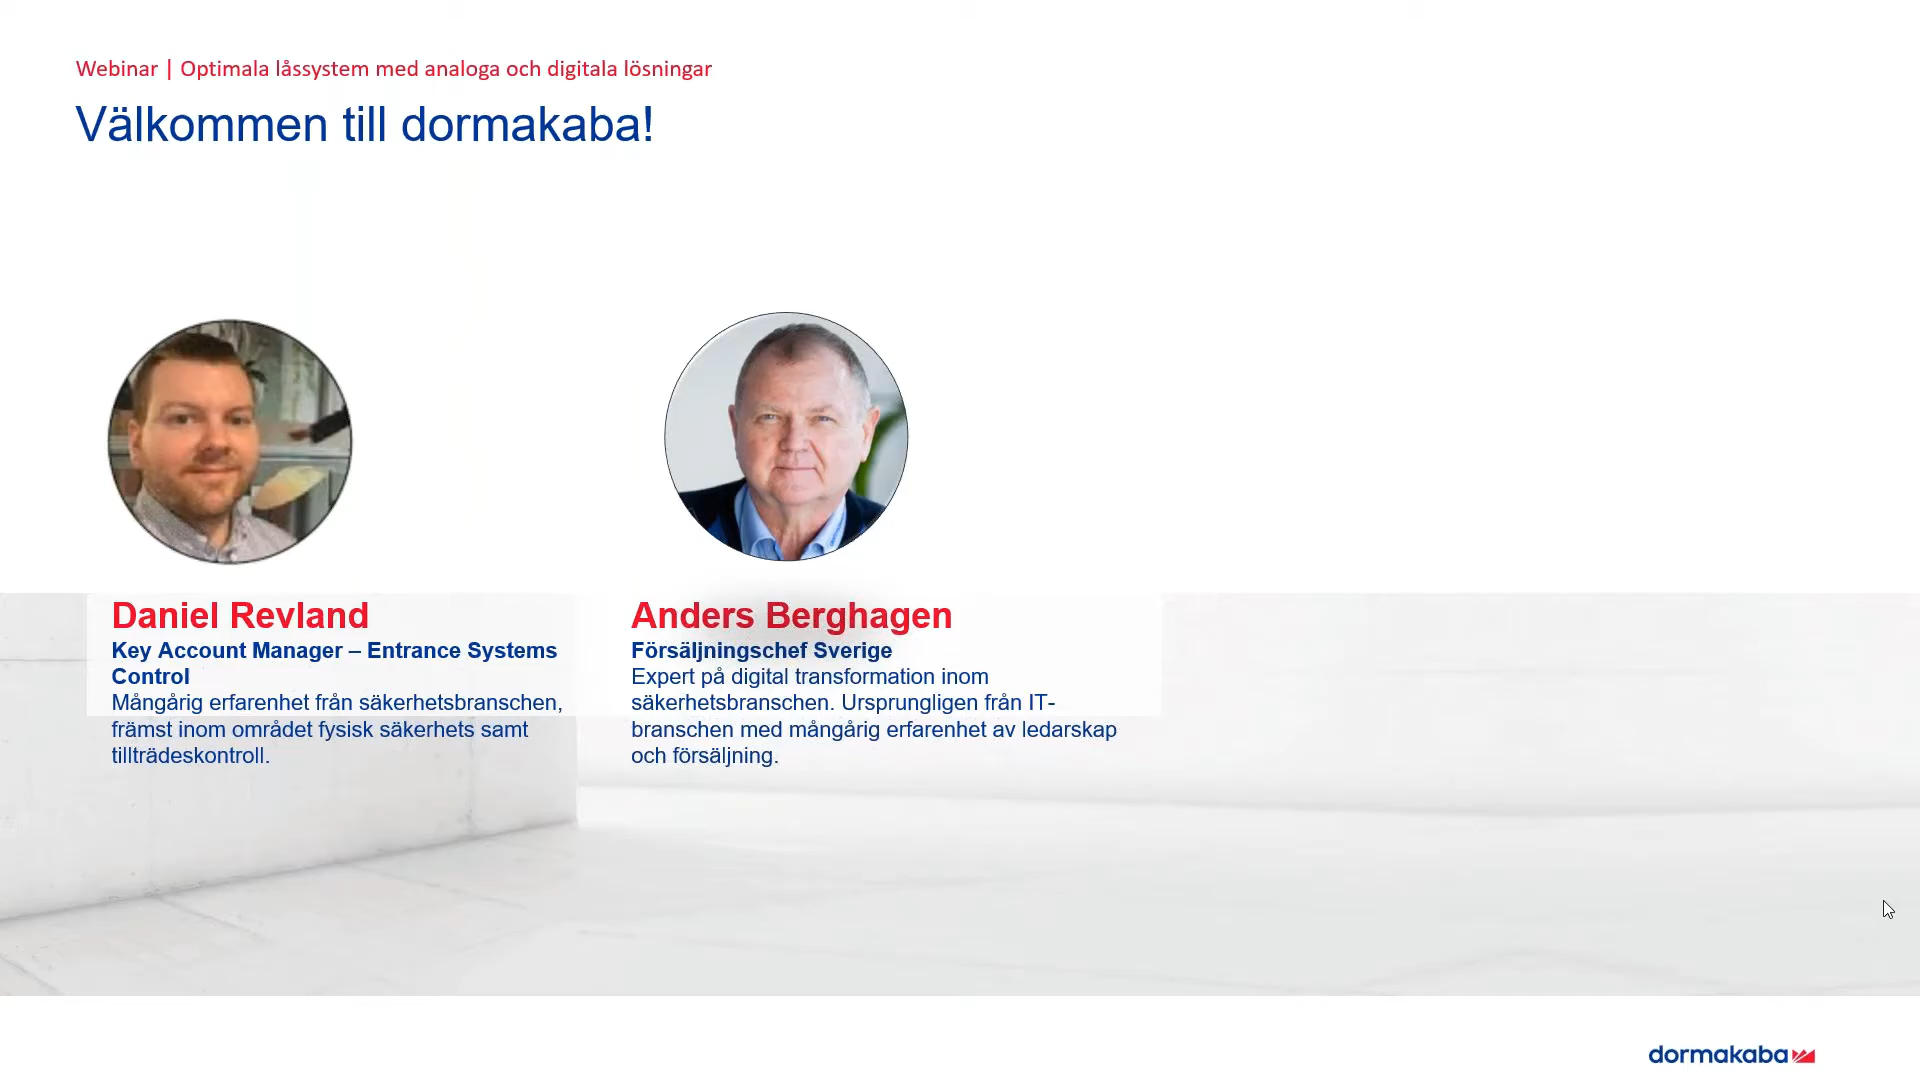 Webinar | Optimala låssystem med analoga och digitala lösningar
Välkommen till dormakaba!
Daniel Revland
Key Account Manager – Entrance Systems
Control
Mångårig erfarenhet från säkerhetsbranschen,
främst inom området fysisk säkerhets samt
tillträdeskontroll.
Anders Berghagen
Försäljningschef Sverige
Expert på digital transformation inom
säkerhetsbranschen. Ursprungligen från IT-
branschen med mångårig erfarenhet av ledarskap
och försäljning.
dormakaba